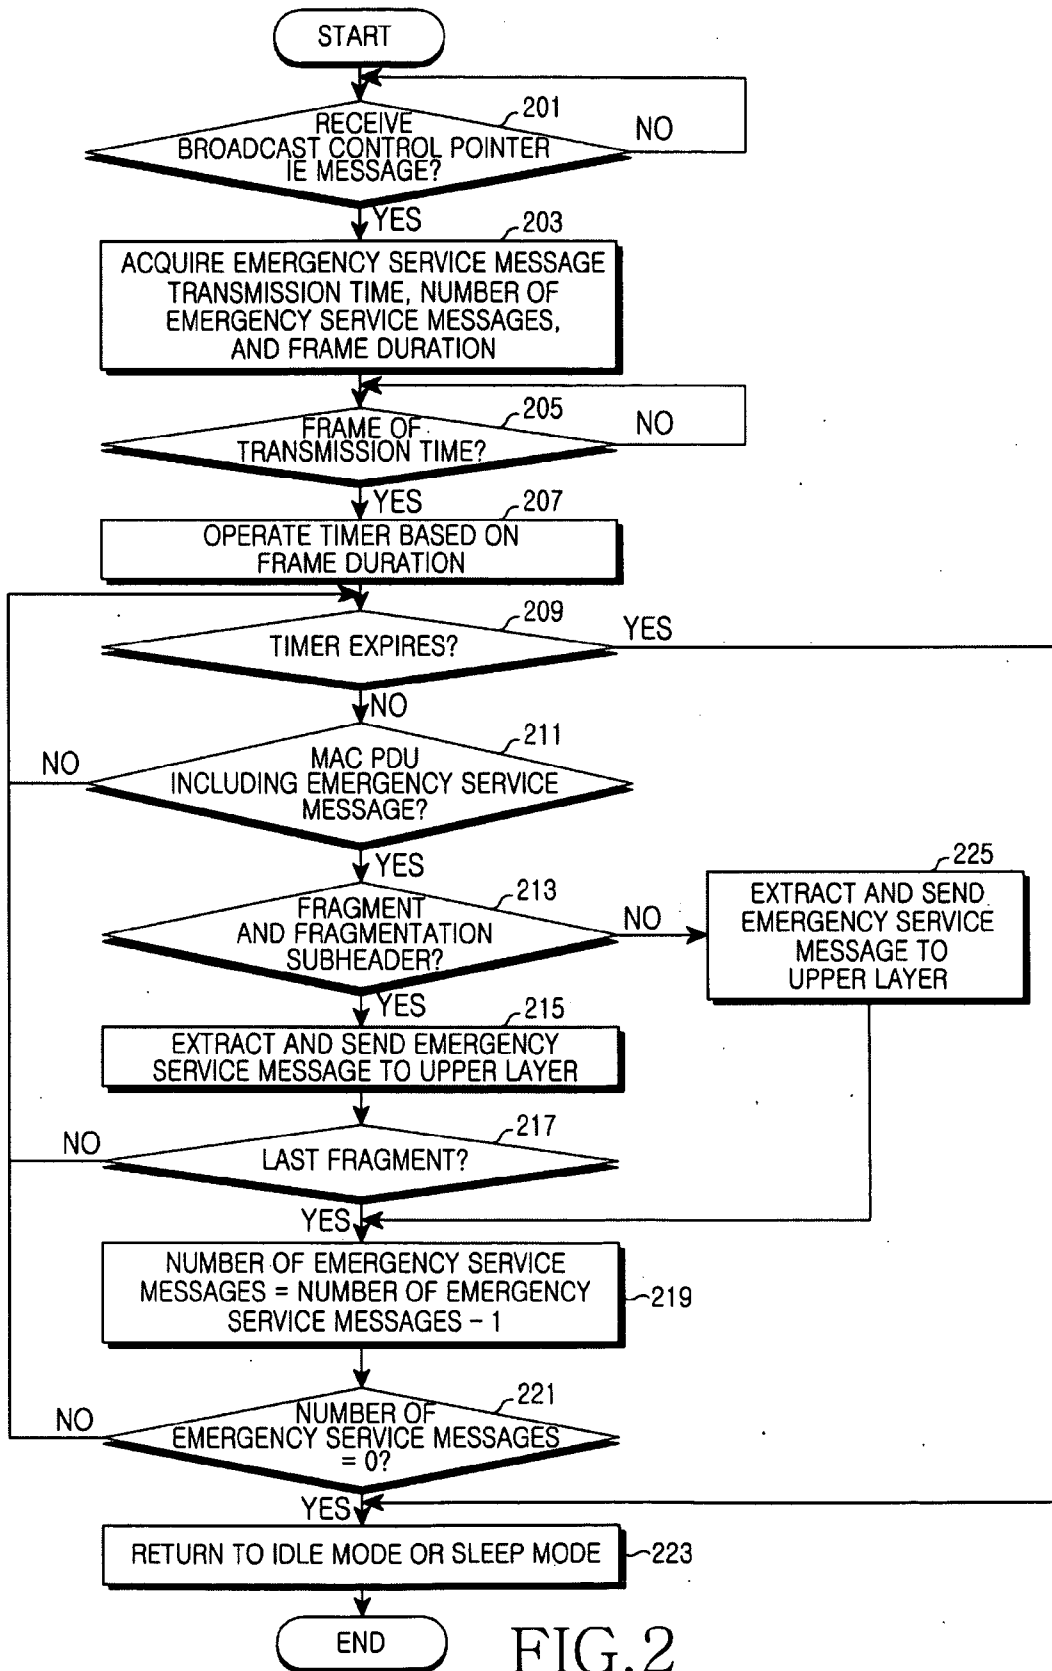 START
201
RECEIVE
BROADCAST CONTROL POINTER
IE MESSAGE?
NO
YES
203
ACQUIRE EMERGENCY SERVICE MESSAGE
TRANSMISSION TIME, NUMBER OF
EMERGENCY SERVICE MESSAGES,
AND FRAME DURATION
205
FRAME OF
TRANSMISSION TIME?
NO
YES
207
OPERATE TIMER BASED ON
FRAME DURATION
209
TIMER EXPIRES?
YES
NO
211
MAC PDU
INCLUDING EMERGENCY SERVICE
MESSAGE?
NO
YES
213
FRAGMENT
AND FRAGMENTATION
SUBHEADER?
NO
225
EXTRACT AND SEND
EMERGENCY SERVICE
MESSAGE TO
UPPER LAYER
YES
215
EXTRACT AND SEND EMERGENCY
SERVICE MESSAGE TO UPPER LAYER
217
LAST FRAGMENT?
NO
YES
NUMBER OF EMERGENCY SERVICE
MESSAGES = NUMBER OF EMERGENCY
SERVICE MESSAGES – 1
219
221
NUMBER OF
EMERGENCY SERVICE MESSAGES
= 0?
NO
YES
RETURN TO IDLE MODE OR SLEEP MODE
223
END
FIG.2